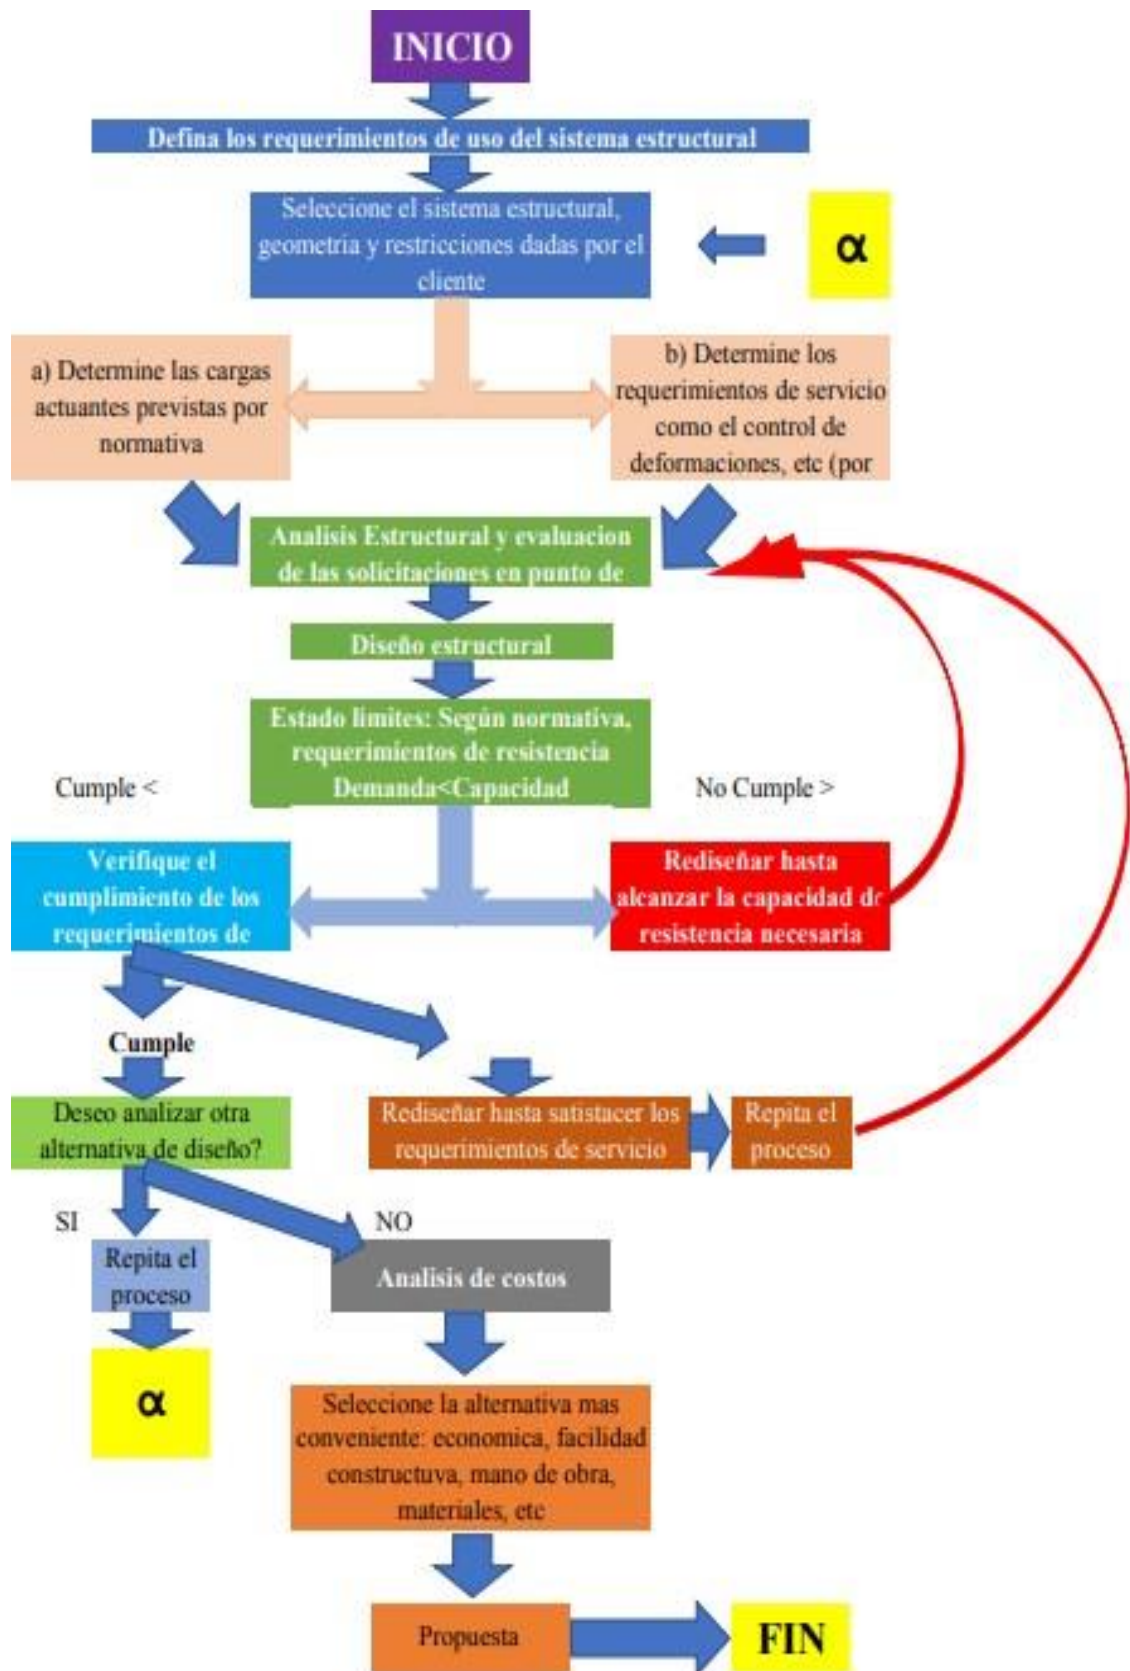 INICIO
Defina los requerimientos de uso del sistema estructural
Seleccione el sistema estructural,
geometria y restricciones dadas por el
cliente
α
a) Determine las cargas
actuantes previstas por
normativa
b) Determine los
requerimientos de servicio
como el control de
deformaciones, etc (por
Analisis Estructural y evaluacion
de las solicitaciones en punto de
Diseño estructural
Estado limites: Según normativa,
requerimientos de resistencia
Demanda<Capacidad
Cumple <
No Cumple >
Verifique el
cumplimiento de los
requerimientos de
Rediseñar hasta
alcanzar la capacidad de
resistencia necesaria
Cumple
Deseo analizar otra
alternativa de diseño?
Rediseñar hasta satistacer los
requerimientos de servicio
Repita el
proceso
SI
NO
Repita el
proceso
Analisis de costos
α
Seleccione la alternativa mas
conveniente: economica, facilidad
constructuva, mano de obra,
materiales, etc
Propuesta
FIN